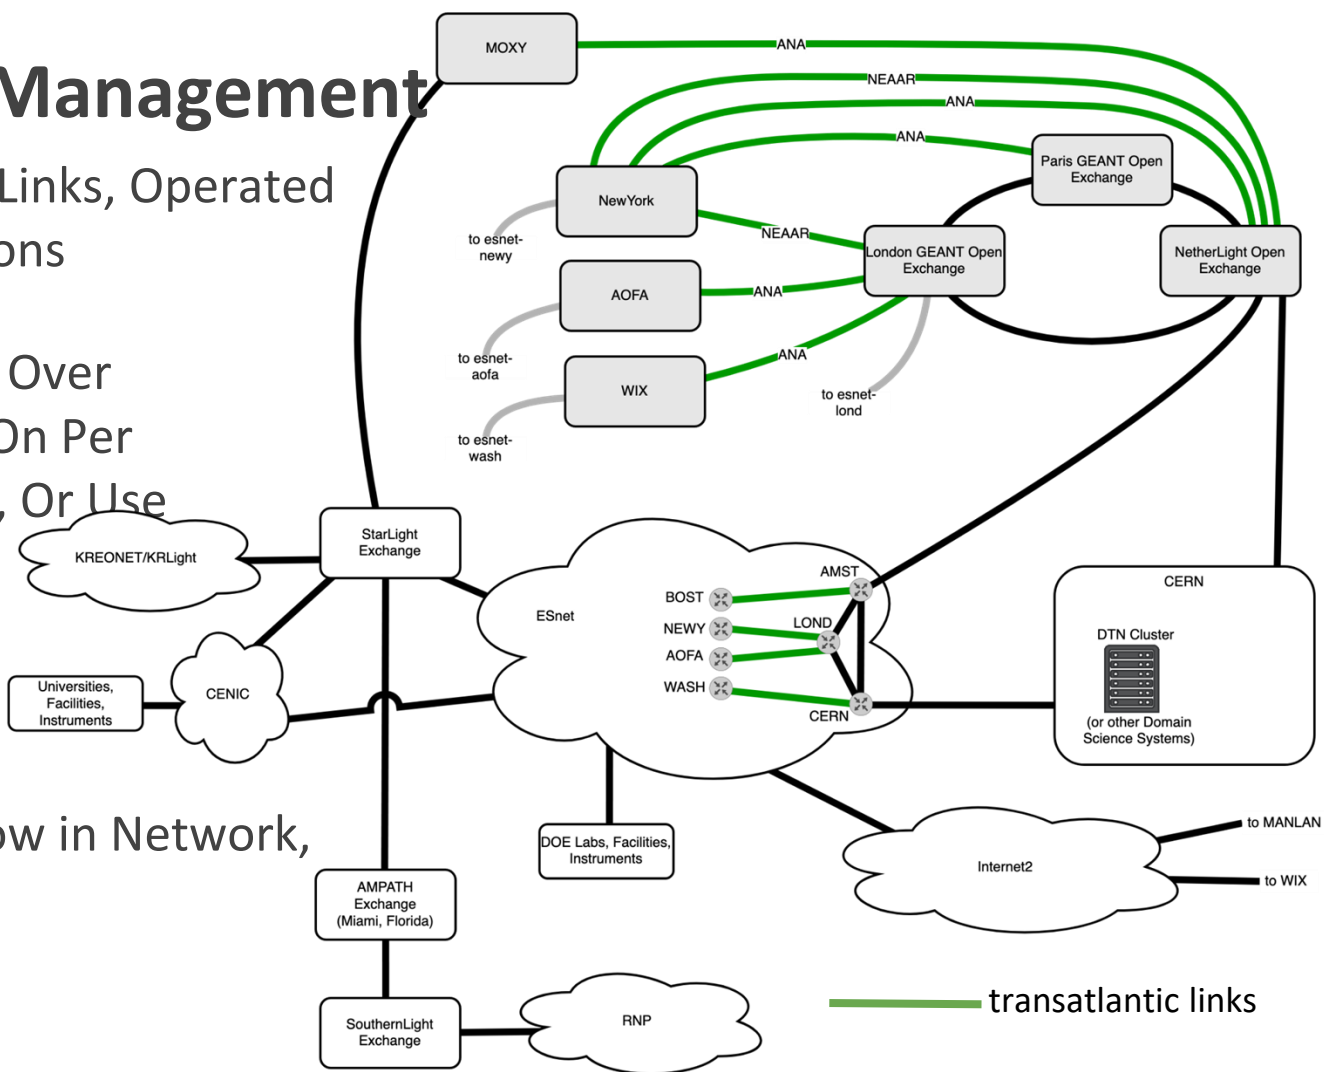 Management
Links, Operated
ons
Over
On Per
, Or Use
ow in Network,
MOXY
ANA
NEAAR
ANA
ANA
Paris GEANT Open
Exchange
NewYork
to esnet-
newy
NEAAR
London GEANT Open
Exchange
NetherLight Open
Exchange
AOFA
ANA
to esnet-
aofa
ANA
WIX
to esnet-
lond
to esnet-
wash
StarLight
Exchange
KREONET/KRLight
ESnet
AMST
BOST
LOND
NEWY
AOFA
WASH
CERN
CERN
DTN Cluster
(or other Domain
Science Systems)
Universities,
Facilities,
Instruments
CENIC
DOE Labs, Facilities,
Instruments
Internet2
to MANLAN
to WIX
AMPATH
Exchange
(Miami, Florida)
SouthernLight
Exchange
RNP
transatlantic links